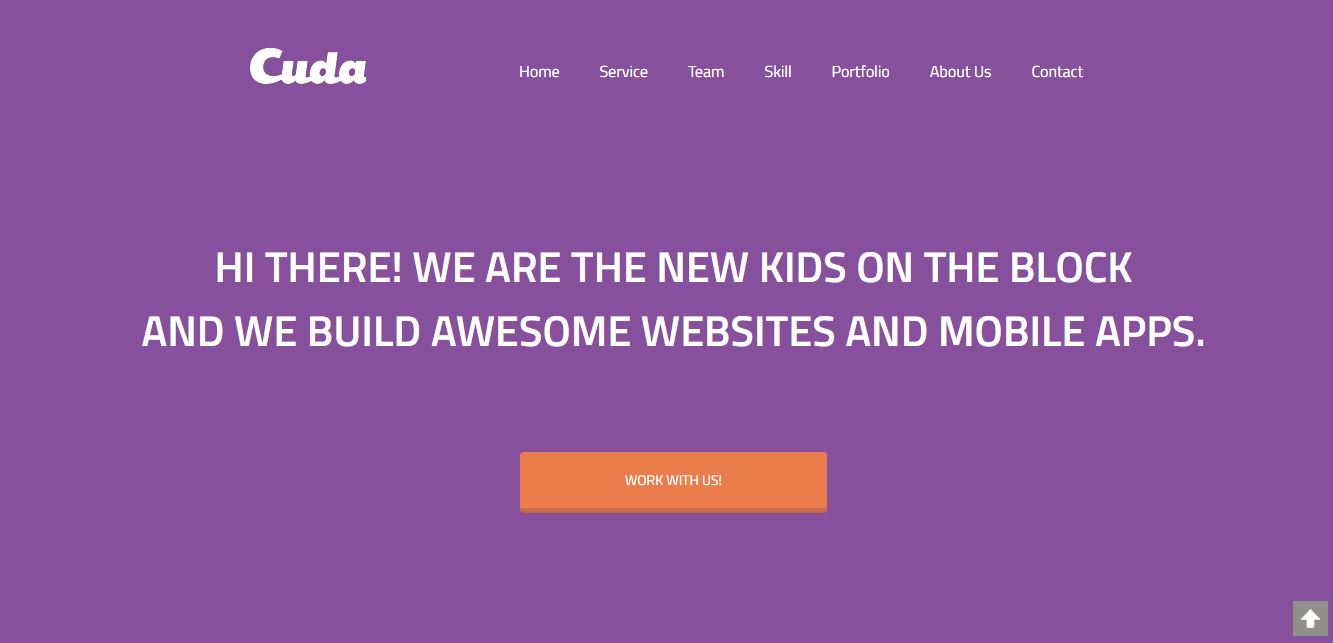 Cuda
Home Service Team Skill Portfolio About Us Contact
HI THERE! WE ARE THE NEW KIDS ON THE BLOCK
AND WE BUILD AWESOME WEBSITES AND MOBILE APPS.
WORK WITH US!